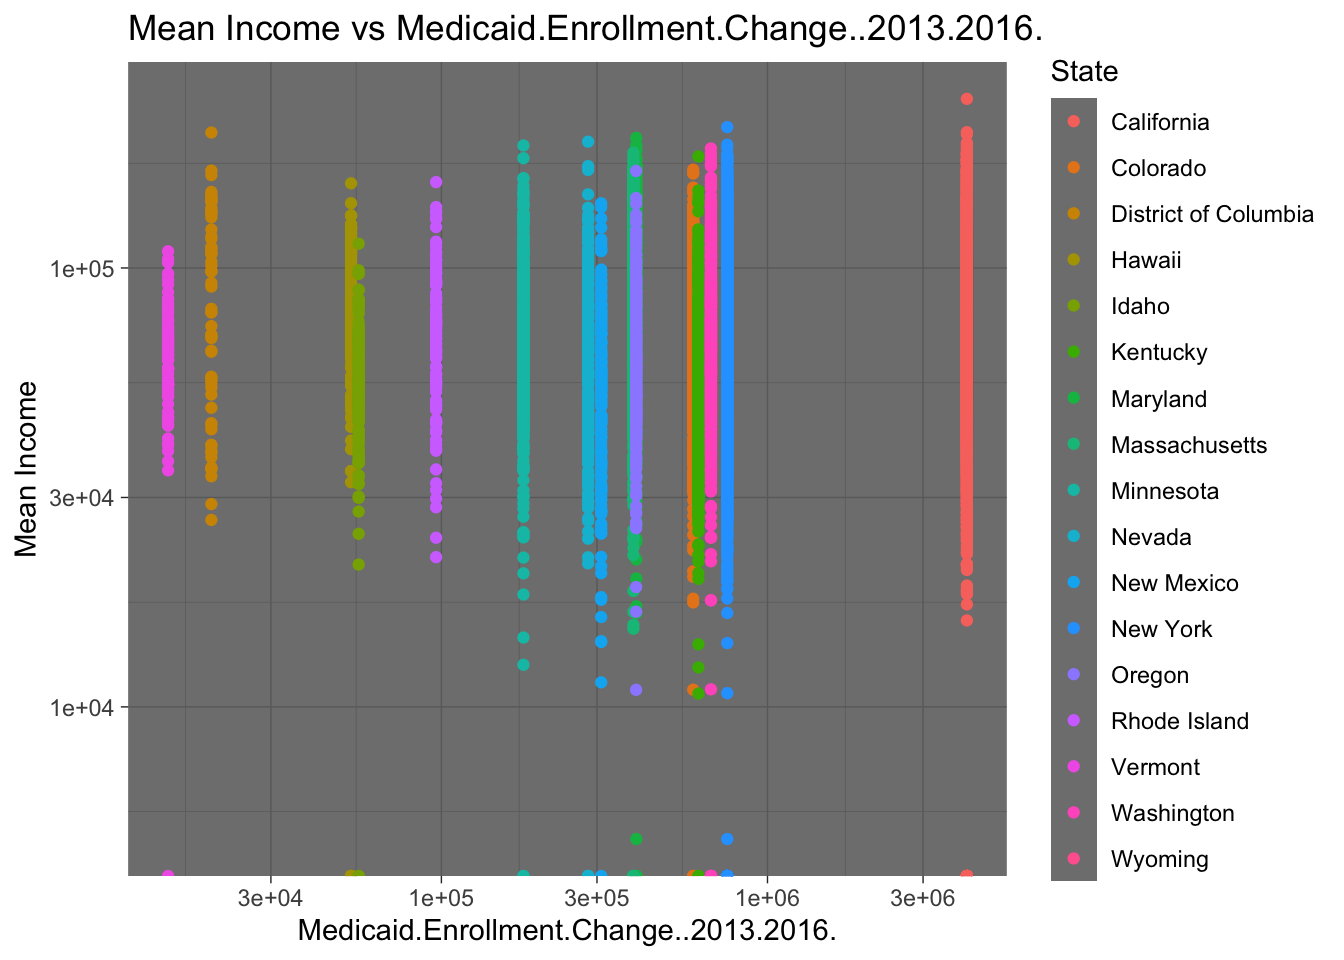 Mean Income vs Medicaid.Enrollment.Change..2013.2016.
State
California
Colorado
District of Columbia
Hawaii
Idaho
Kentucky
Maryland
Massachusetts
Minnesota
Nevada
New Mexico
New York
Oregon
Rhode Island
Vermont
Washington
Wyoming
Mean Income
1e+05
3e+04
1e+04
3e+04 1e+05 3e+05 1e+06 3e+06
Medicaid.Enrollment.Change..2013.2016.